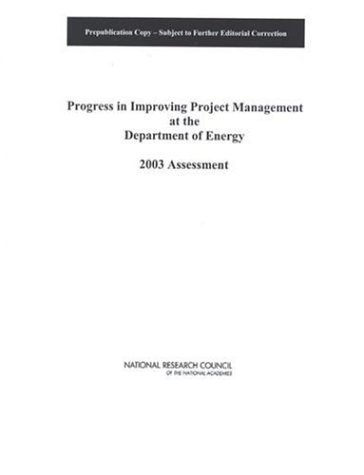 Prepublication Copy – Subject to Further Editorial Correction
Progress in Improving Project Management
at the
Department of Energy
2003 Assessment
NATIONAL RESEARCH COUNCIL
OF THE NATIONAL ACADEMIES